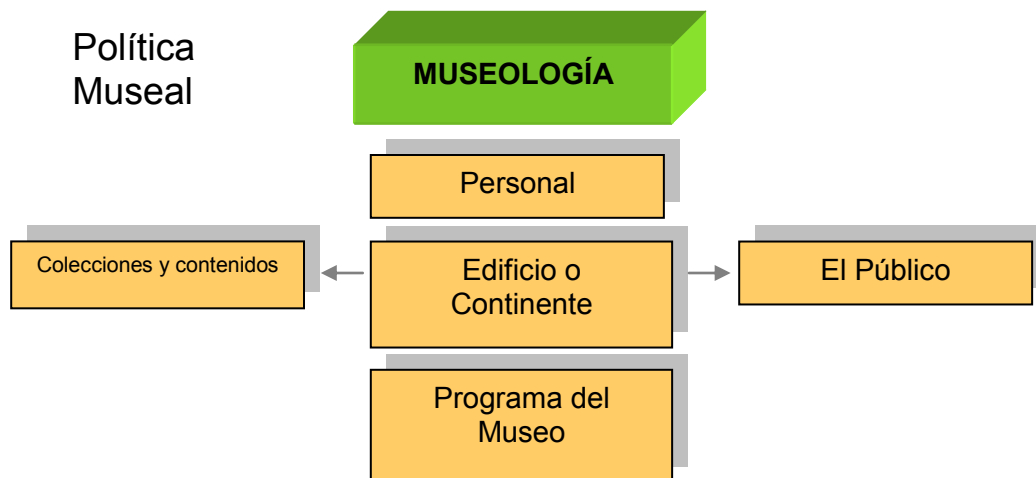 Política
Museal
MUSEOLOGÍA
Personal
Colecciones y contenidos
Edificio o
Continente
El Público
Programa del
Museo